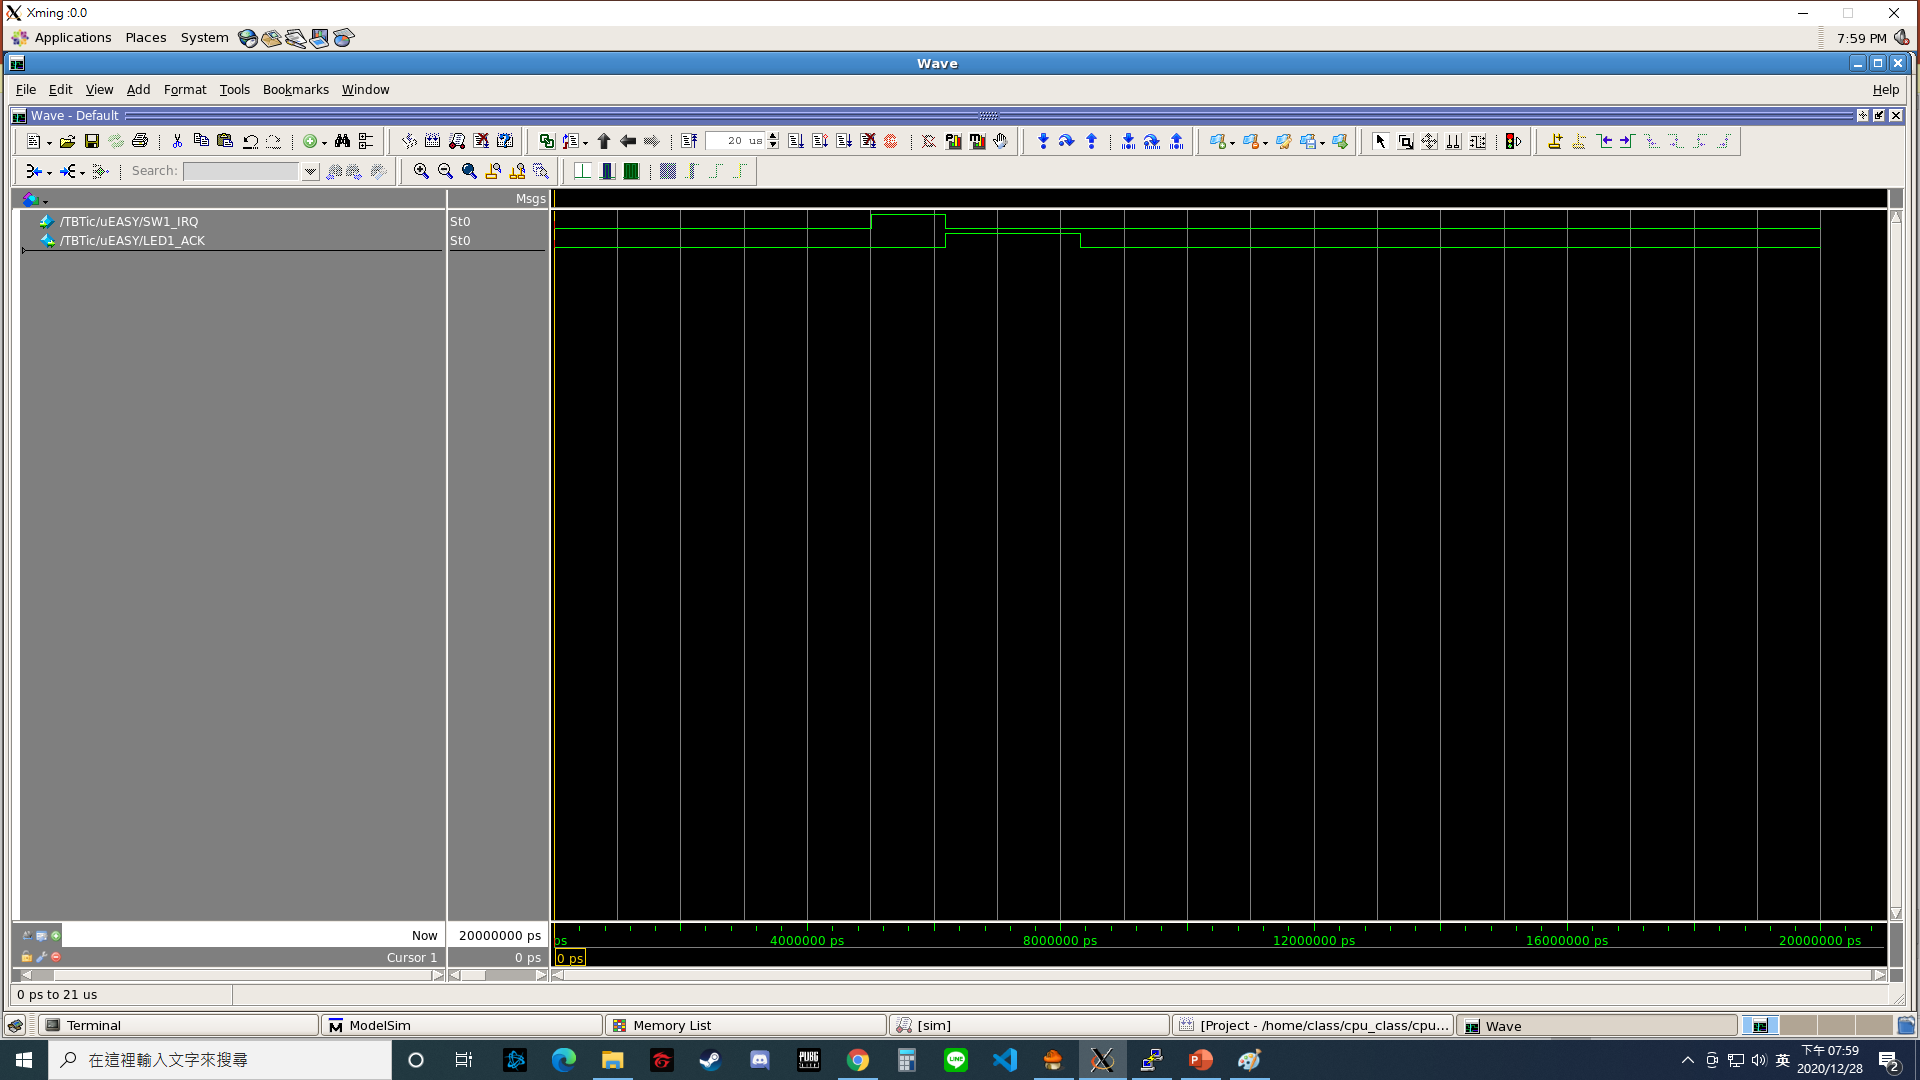 Xming :0.0
Applications Places System 7:59 PM
Wave
File Edit View Add Format Tools Bookmarks Window Help
Wave - Default
20 us
Search:
Msgs
/TBTic/uEASY/SW1_IRQ St0
/TBTic/uEASY/LED1_ACK St0
Now 20000000 ps
ps 4000000 ps 8000000 ps 12000000 ps 16000000 ps 20000000 ps
Cursor 1 0 ps 0 ps
0 ps to 21 us
Terminal ModelSim Memory List [sim] [Project - /home/class/cpu_class/cpu... Wave
在這裡輸入文字來搜尋
PUBG
LINE
英
下午 07:59
2020/12/28
2